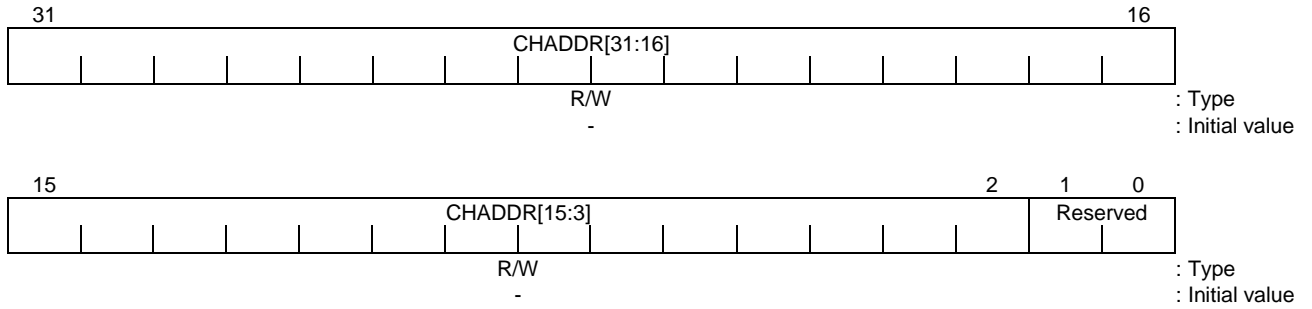 31 16
CHADDR[31:16]
R/W : Type
- : Initial value
15 2 1 0
CHADDR[15:3] Reserved
R/W : Type
- : Initial value